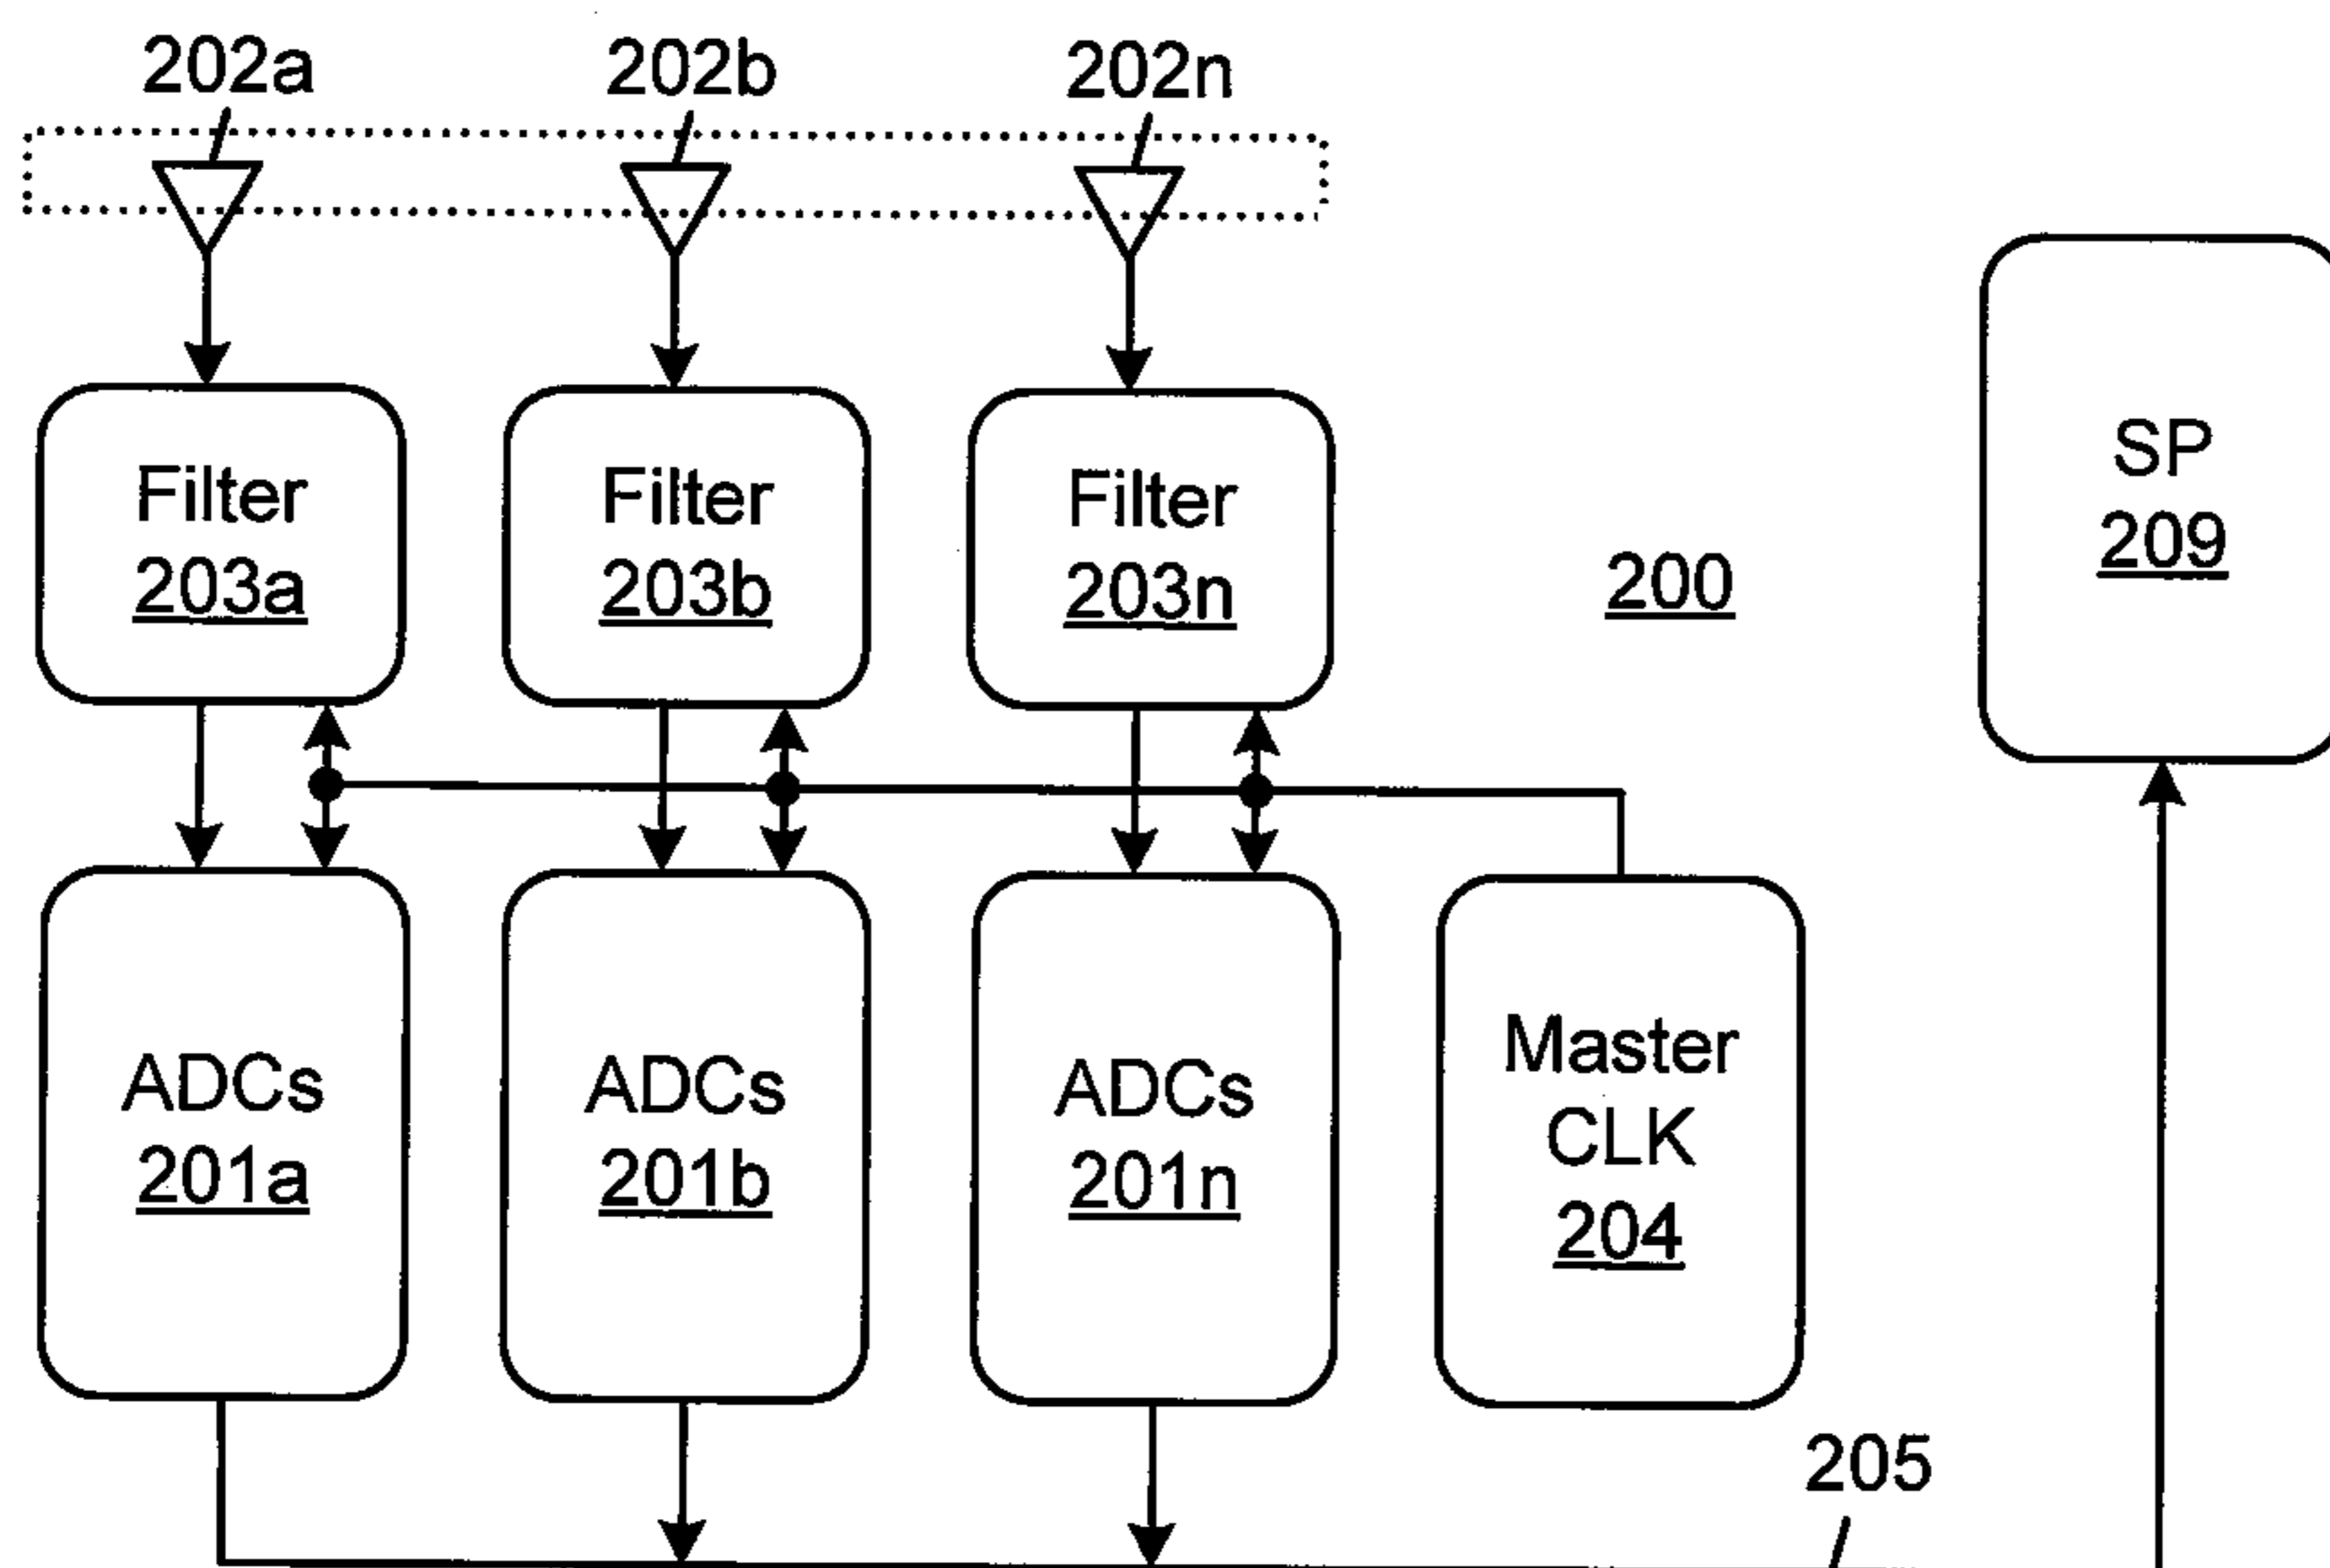 202a
202b
202n
Filter
203a
Filter
203b
Filter
203n
200
SP
209
ADCs
201a
ADCs
201b
ADCs
201n
Master
CLK
204
205